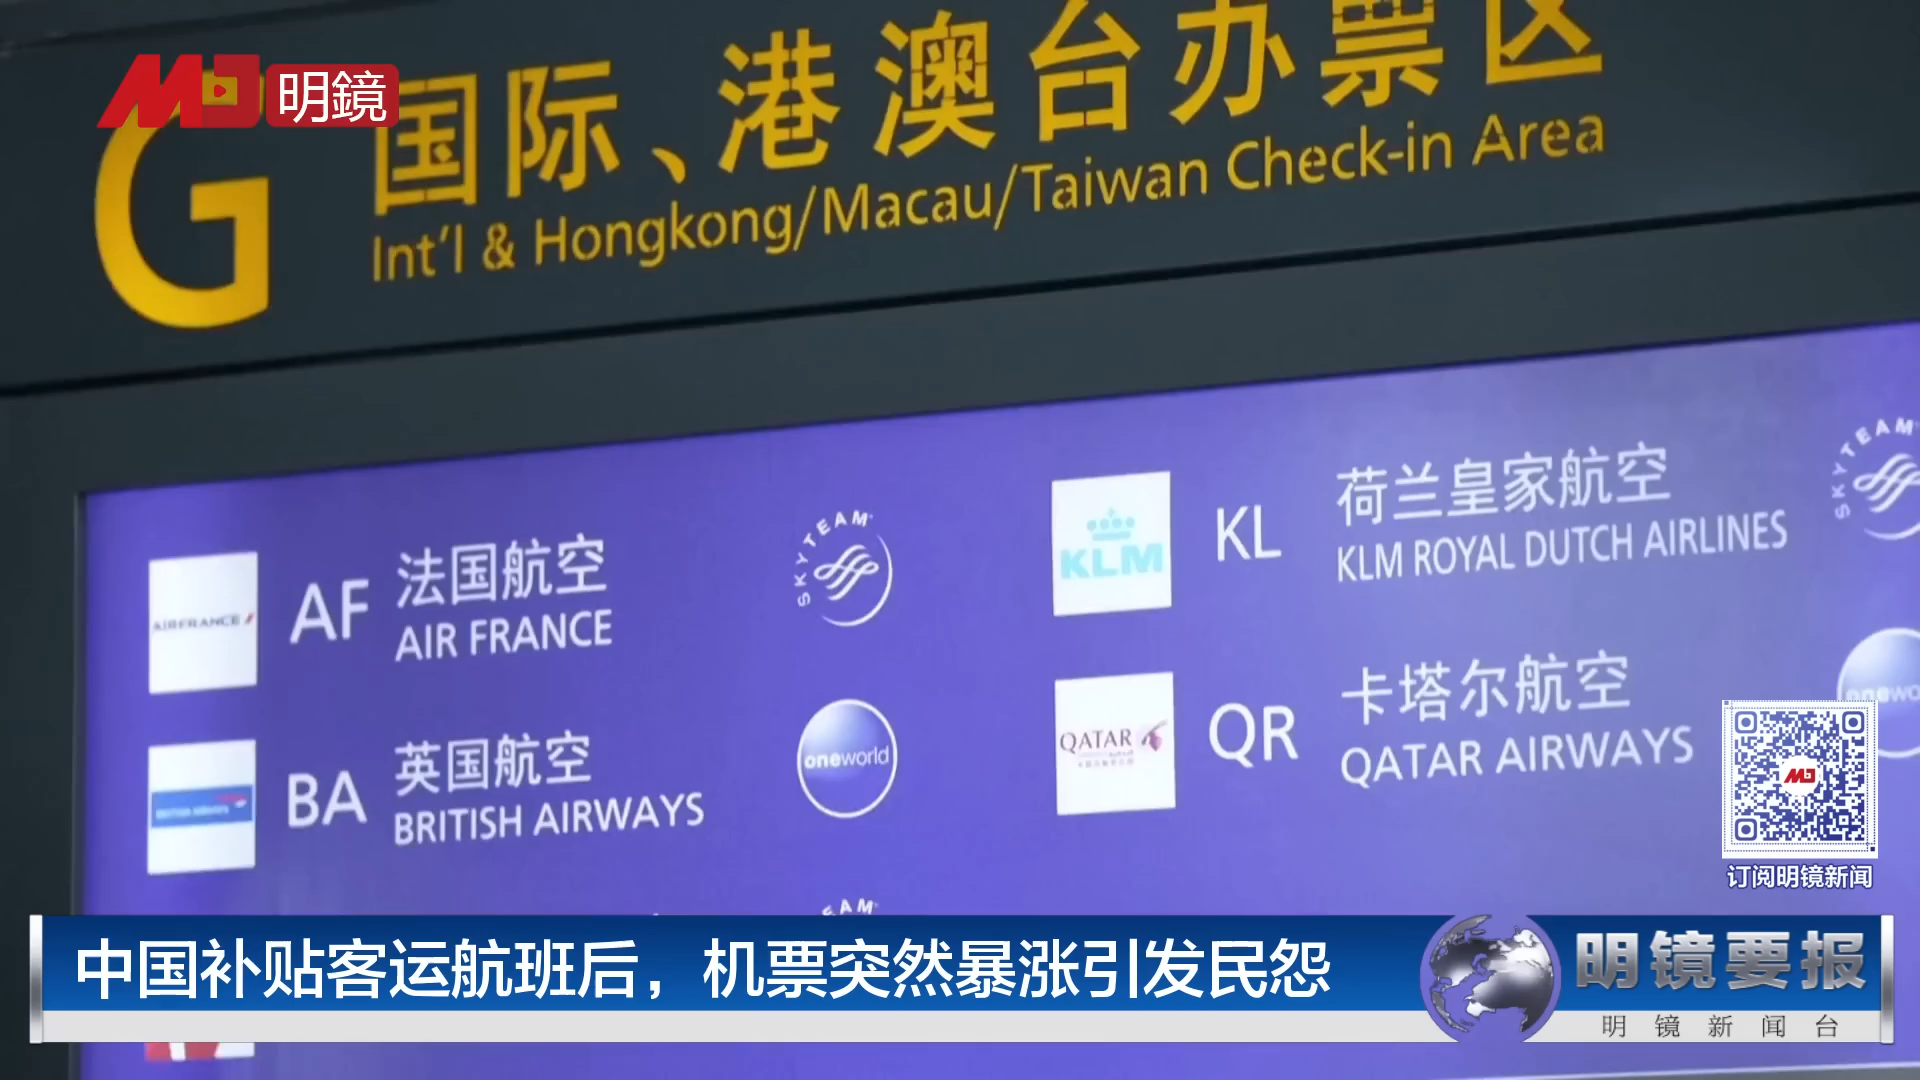 明鏡
G
国际、港澳台办票区
Int'l & Hongkong/Macau/Taiwan Check-in Area
AIRFRANCE
AF
法国航空
AIR FRANCE
SKYTEAM
KLM
KL
荷兰皇家航空
KLM ROYAL DUTCH AIRLINES
SKYTEAM
BRITISH AIRWAYS
BA
英国航空
BRITISH AIRWAYS
oneworld
QATAR
QR
卡塔尔航空
QATAR AIRWAYS
订阅明镜新闻
中国补贴客运航班后，机票突然暴涨引发民怨
明镜要报
明镜新闻台